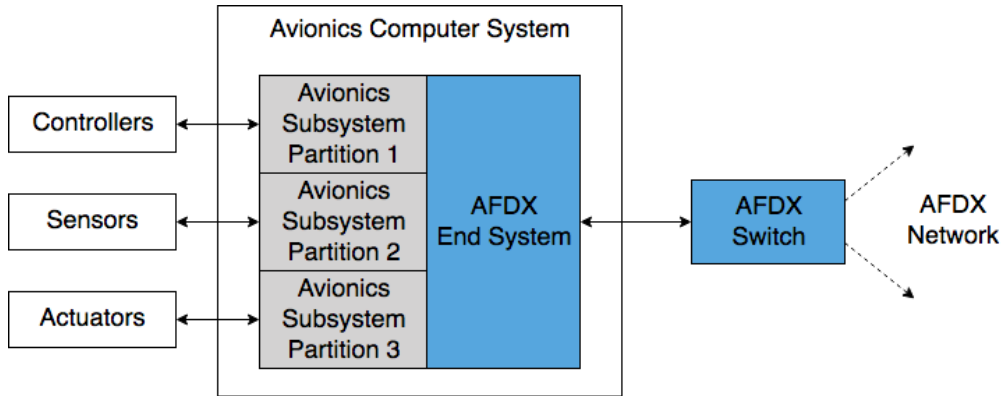 Avionics Computer System
Controllers
Avionics
Subsystem
Partition 1
Sensors
Avionics
Subsystem
Partition 2
Actuators
Avionics
Subsystem
Partition 3
AFDX
End System
AFDX
Switch
AFDX
Network